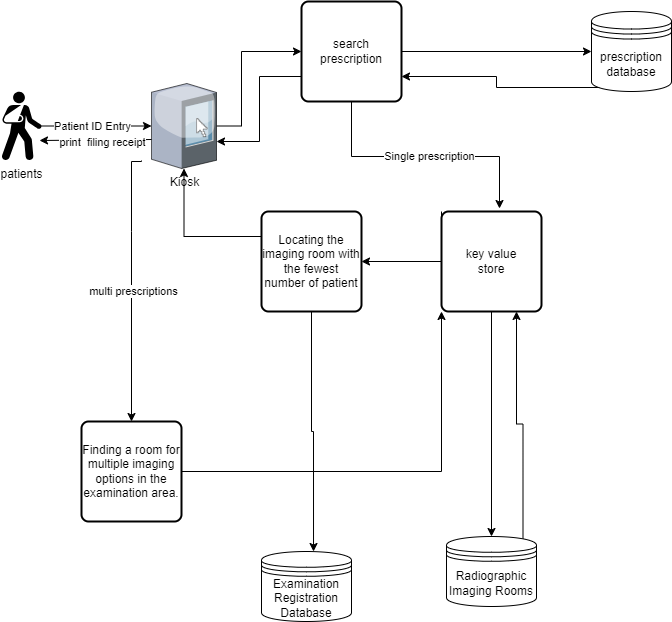 search
prescription
prescription
database
Patient ID Entry
print filing receipt
patients
Kiosk
Single prescription
Locating the
imaging room with
the fewest
number of patient
key value
store
multi prescriptions
Finding a room for
multiple imaging
options in the
examination area.
Examination
Registration
Database
Radiographic
Imaging Rooms